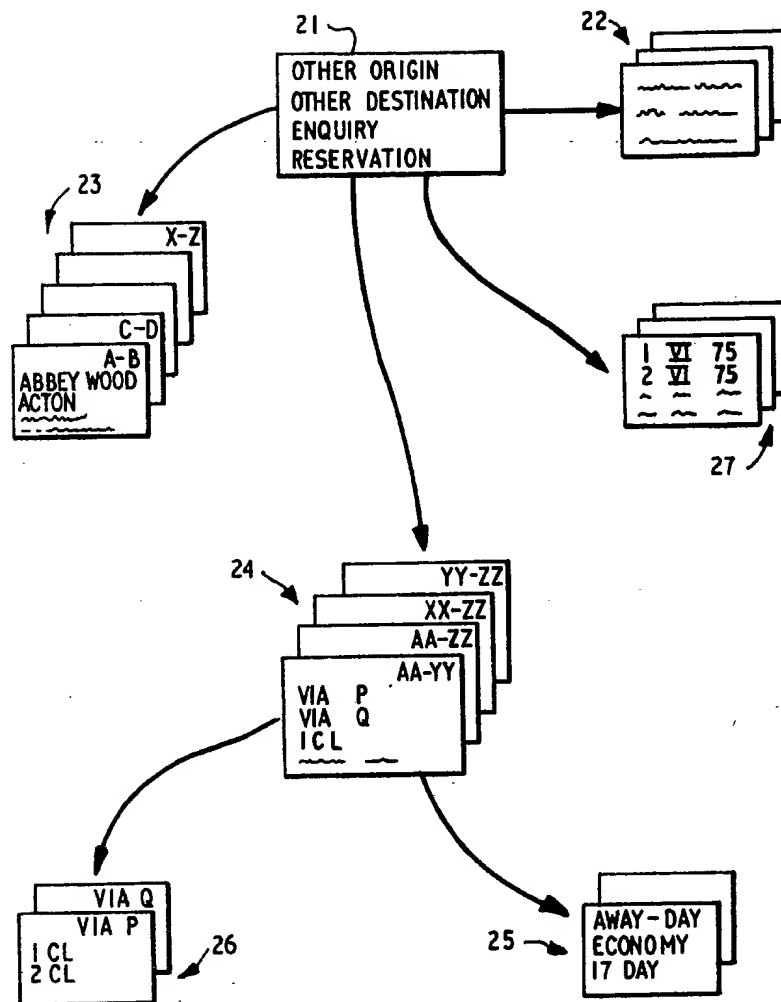 21
22
OTHER ORIGIN
OTHER DESTINATION
ENQUIRY
RESERVATION
23
X-Z
C-D
A-B
ABBEY WOOD
ACTON
1 VI 75
2 VI 75
27
24
YY-ZZ
XX-ZZ
AA-ZZ
AA-YY
VIA P
VIA Q
1 CL
VIA Q
VIA P
1 CL
2 CL
26
25
AWAY-DAY
ECONOMY
17 DAY